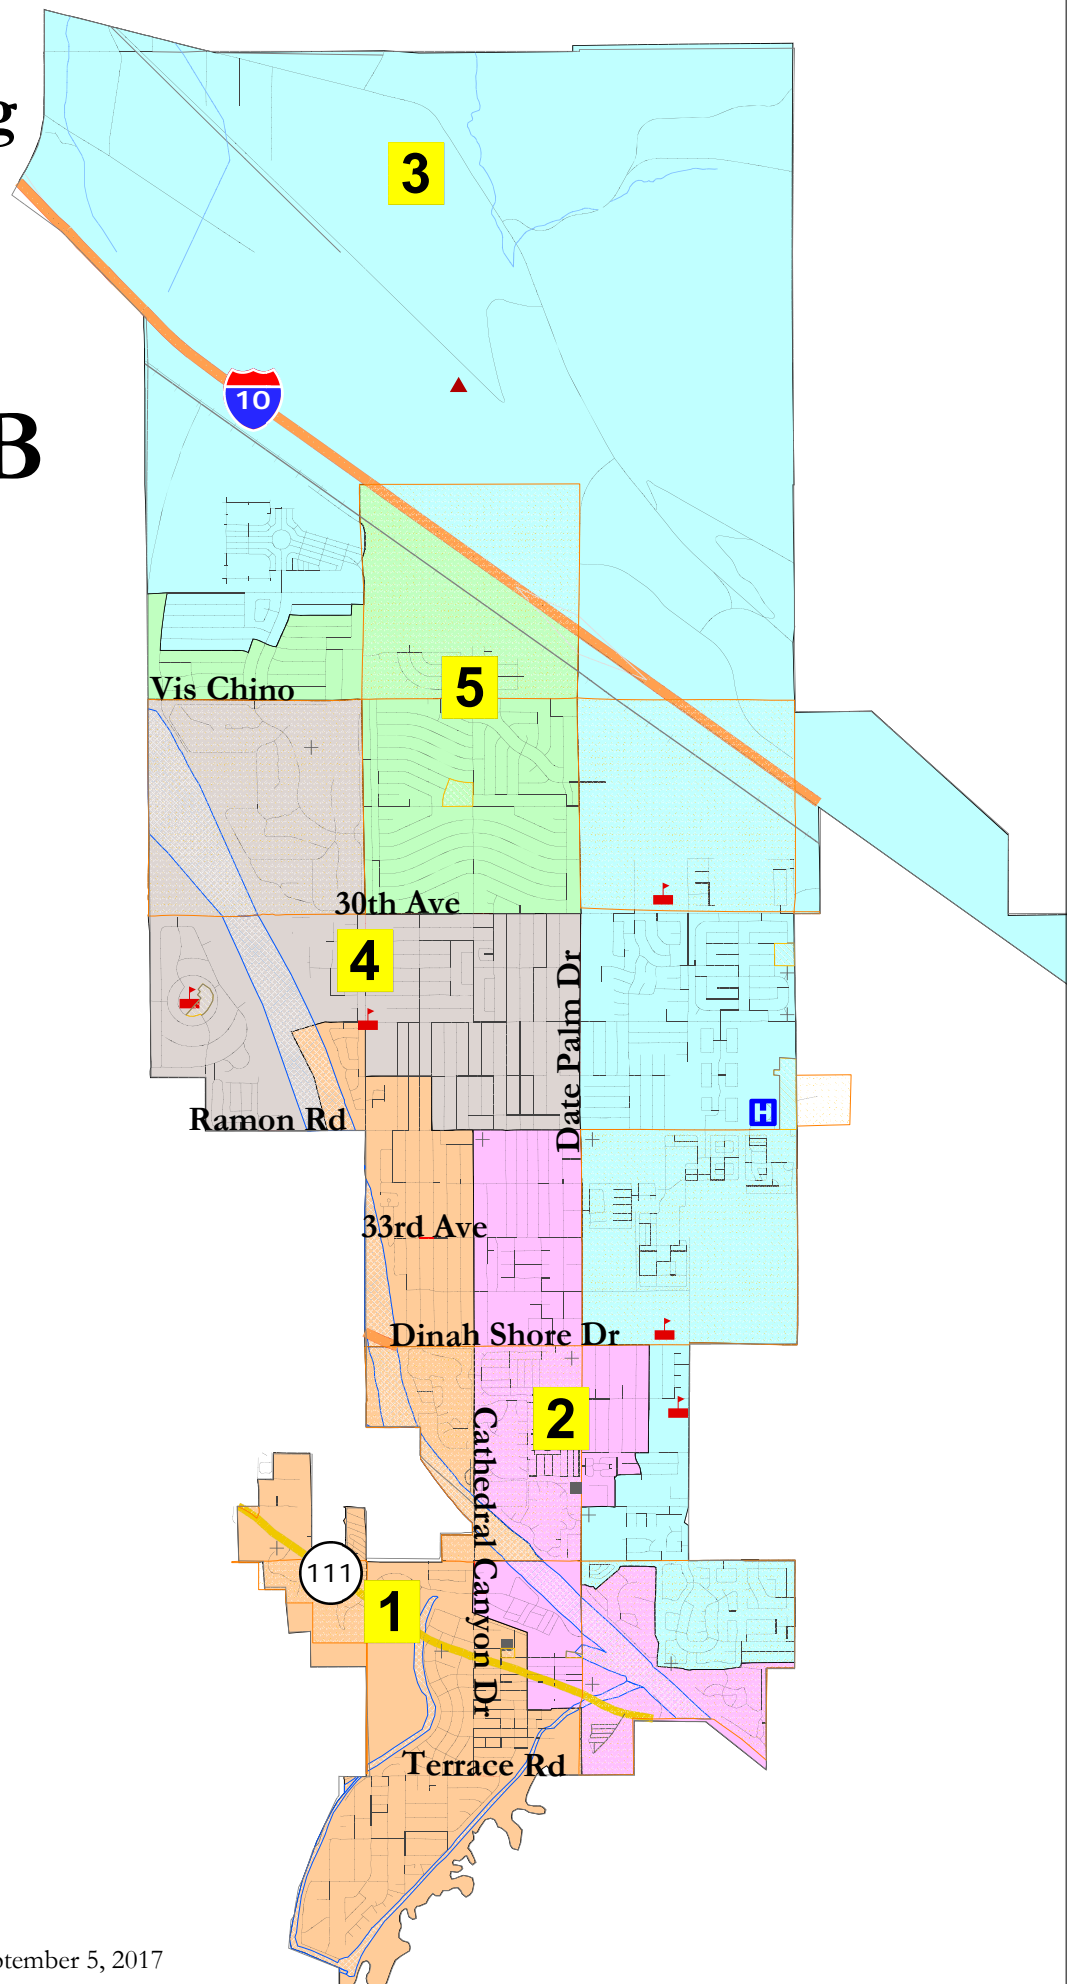 g
3
B
10
5
Vis Chino
30th Ave
4
Date Palm Dr
H
Ramon Rd
33rd Ave
Dinah Shore Dr
2
Cathedral Canyon Dr
111
1
Terrace Rd
ptember 5, 2017